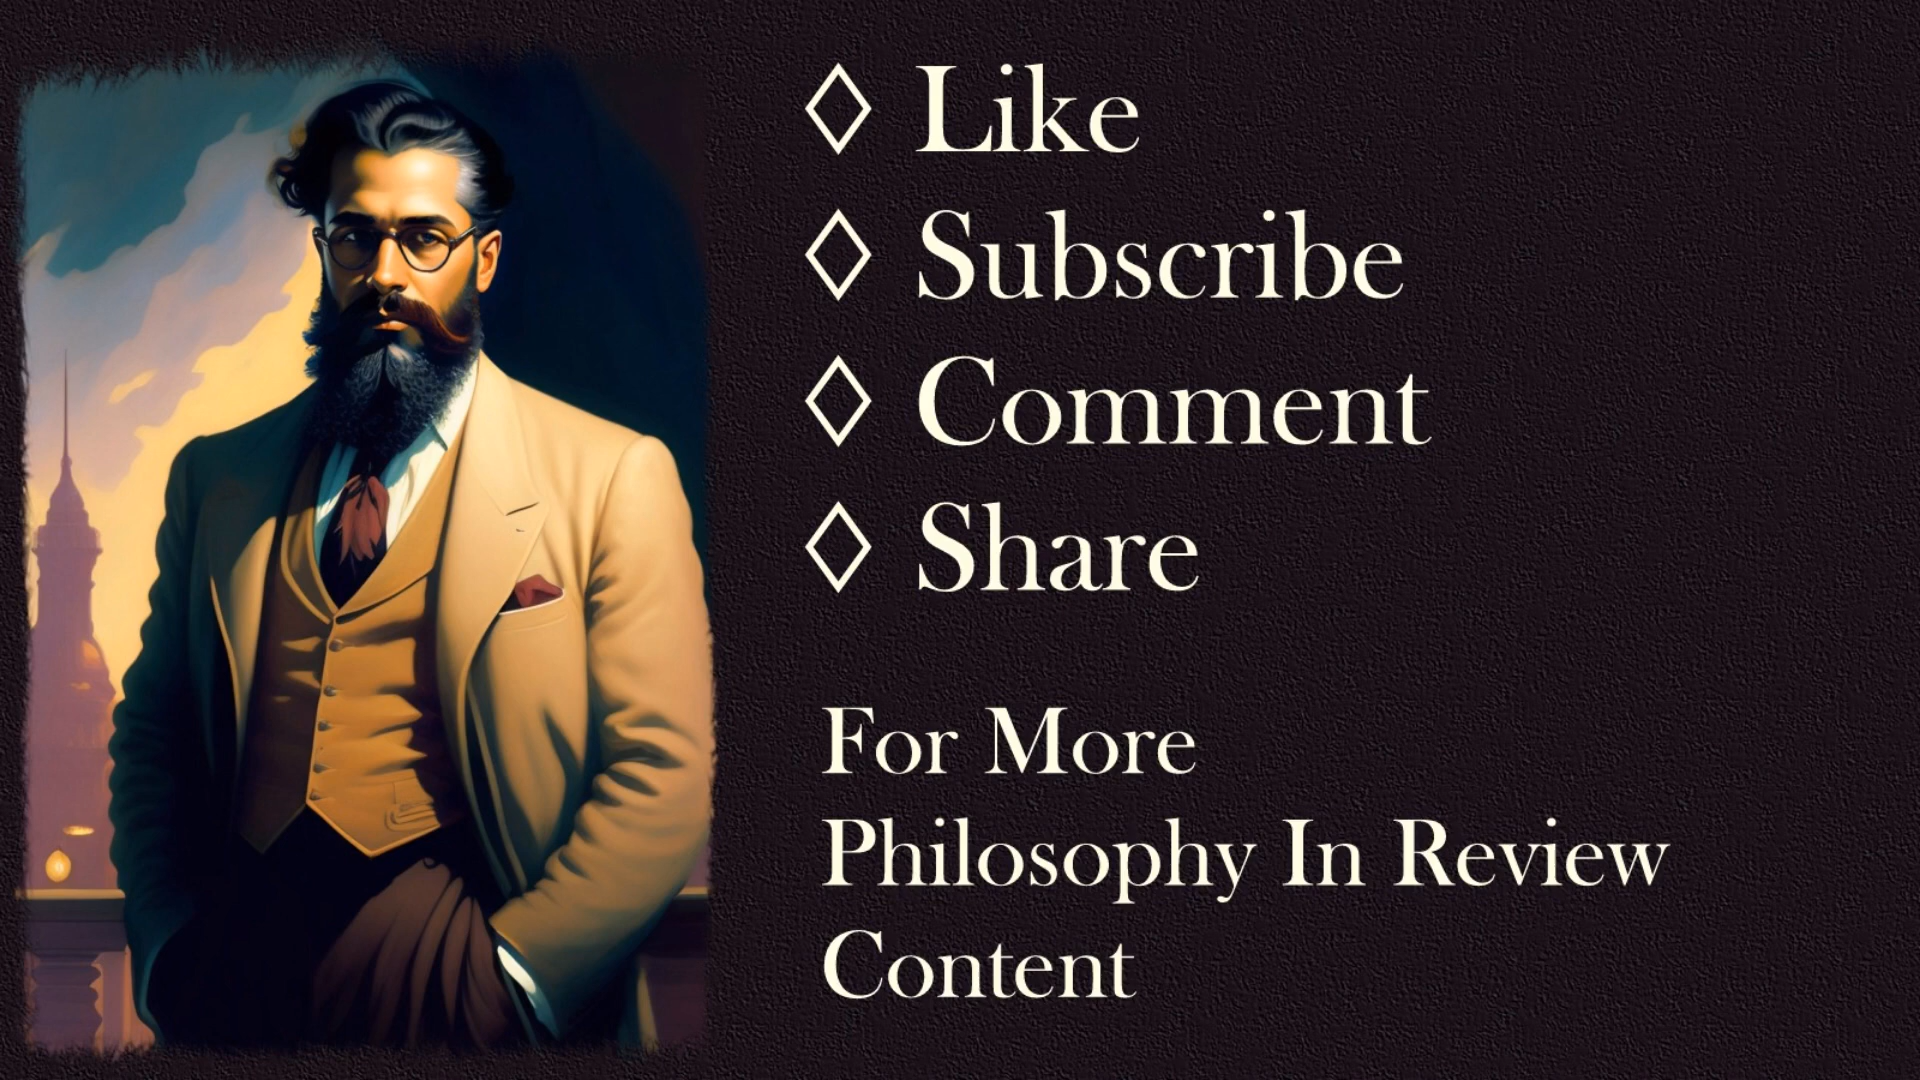 ◊ Like
◊ Subscribe
◊ Comment
◊ Share
For More
Philosophy In Review
Content